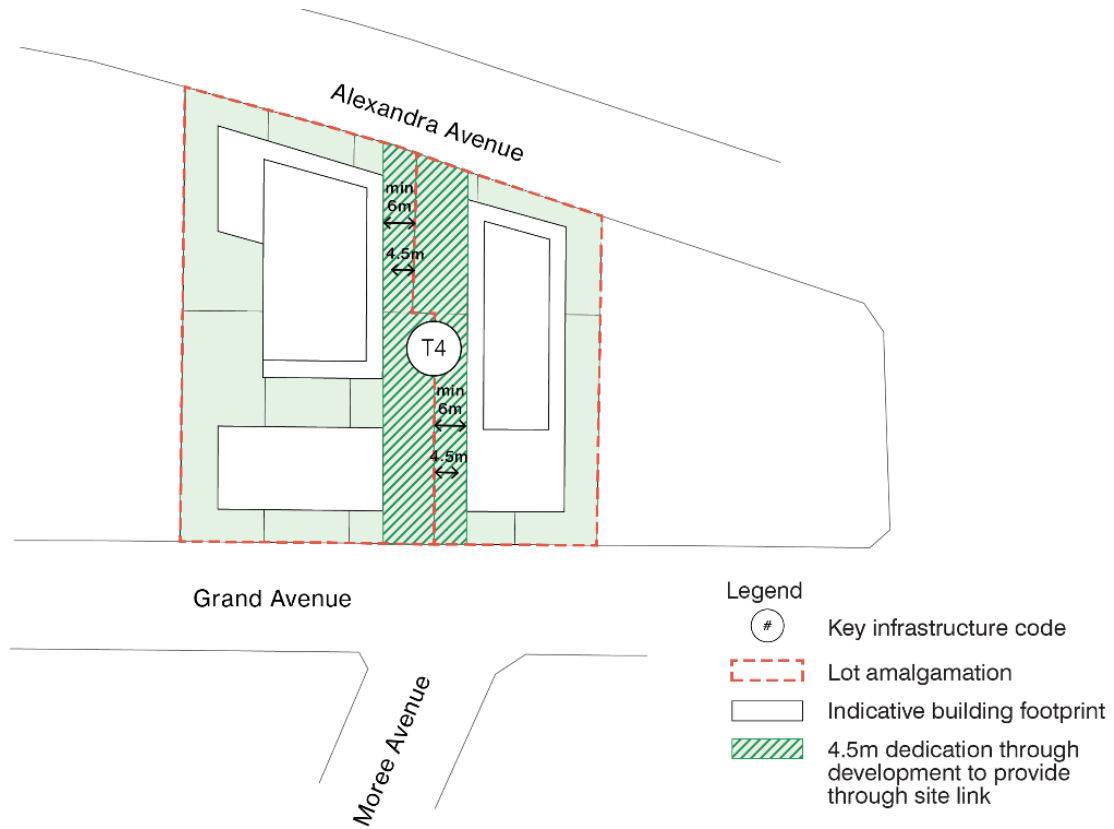 Alexandra Avenue
min
6m
4.5m
T4
min
6m
4.5m
Grand Avenue
Moree Avenue
Legend
#
Key infrastructure code
Lot amalgamation
Indicative building footprint
4.5m dedication through
development to provide
through site link